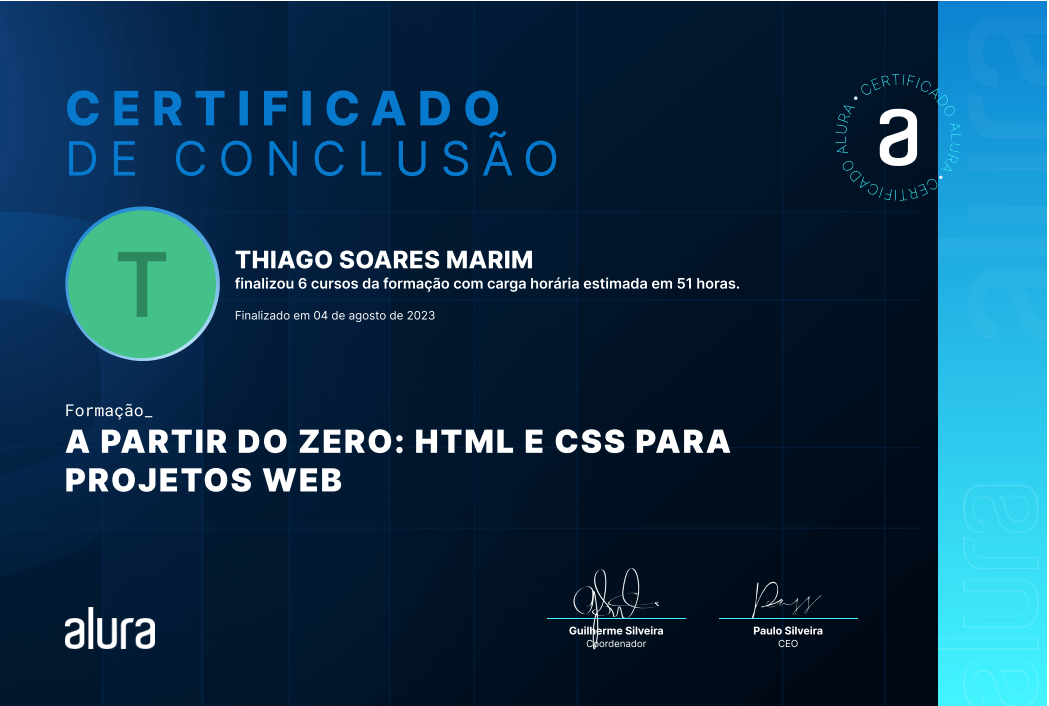 CERTIFICADO
DE CONCLUSÃO
CERTIFICADO ALURA • CERTIFICADO ALURA •
a
T
THIAGO SOARES MARIM
finalizou 6 cursos da formação com carga horária estimada em 51 horas.
Finalizado em 04 de agosto de 2023
Formação_
A PARTIR DO ZERO: HTML E CSS PARA
PROJETOS WEB
alura
Guilherme Silveira
Coordenador
Paulo Silveira
CEO
alura
alura